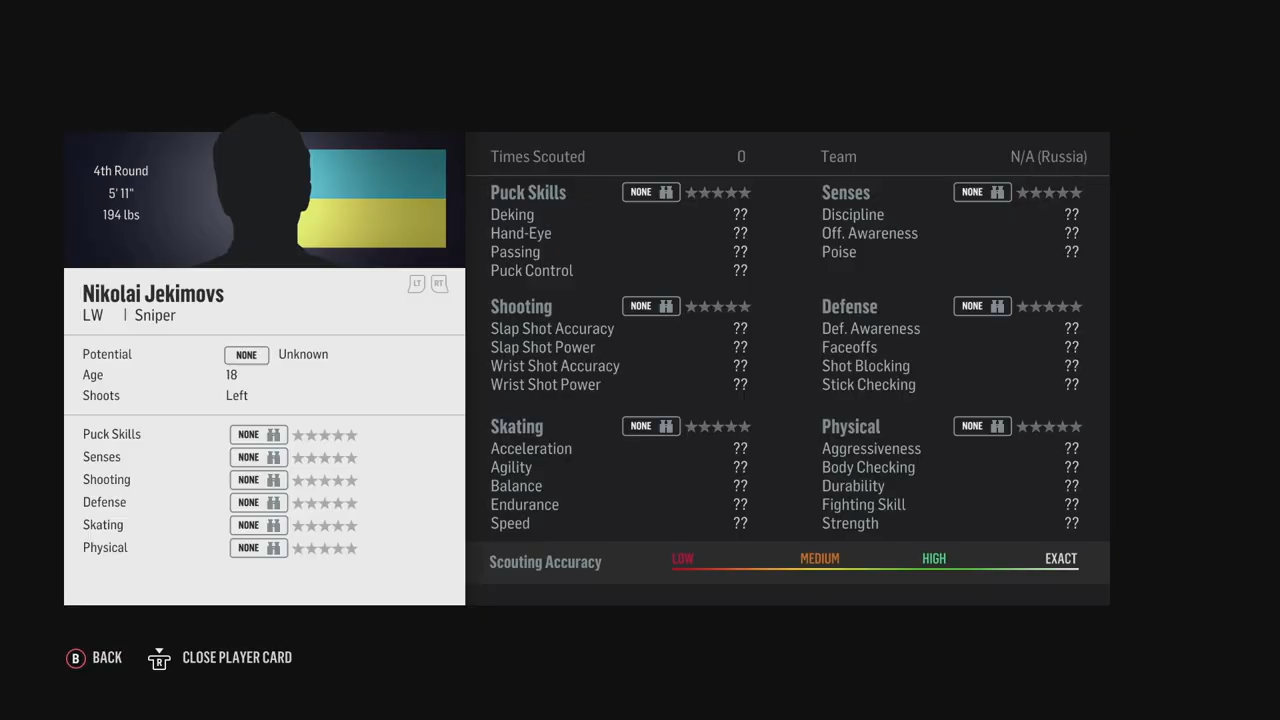 4th Round
5' 11"
194 lbs
Nikolai Jekimovs
LT RT
LW | Sniper
Potential NONE Unknown
Age 18
Shoots Left
Puck Skills NONE
Senses NONE
Shooting NONE
Defense NONE
Skating NONE
Physical NONE
Times Scouted 0
Team N/A (Russia)
Puck Skills NONE
Deking ??
Hand-Eye ??
Passing ??
Puck Control ??
Senses NONE
Discipline ??
Off. Awareness ??
Poise ??
Shooting NONE
Slap Shot Accuracy ??
Slap Shot Power ??
Wrist Shot Accuracy ??
Wrist Shot Power ??
Defense NONE
Def. Awareness ??
Faceoffs ??
Shot Blocking ??
Stick Checking ??
Skating NONE
Acceleration ??
Agility ??
Balance ??
Endurance ??
Speed ??
Physical NONE
Aggressiveness ??
Body Checking ??
Durability ??
Fighting Skill ??
Strength ??
Scouting Accuracy LOW MEDIUM HIGH EXACT
B BACK R CLOSE PLAYER CARD